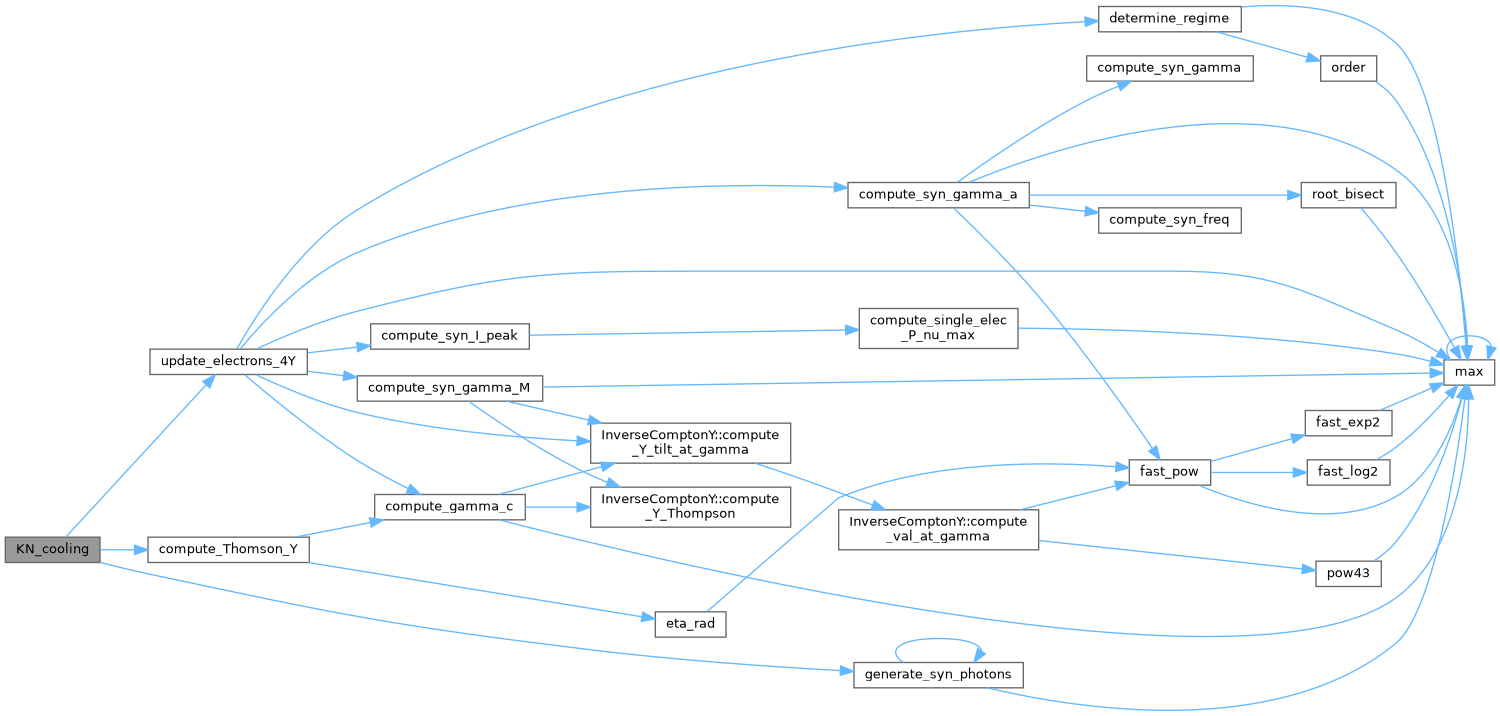 determine_regime
compute_syn_gamma
order
compute_syn_gamma_a
root_bisect
compute_syn_freq
compute_single_elec
_P_nu_max
compute_syn_I_peak
update_electrons_4Y
max
compute_syn_gamma_M
fast_exp2
InverseComptonY::compute
_Y_tilt_at_gamma
fast_pow
fast_log2
InverseComptonY::compute
_Y_Thompson
compute_gamma_c
InverseComptonY::compute
_val_at_gamma
KN_cooling
compute_Thomson_Y
pow43
eta_rad
generate_syn_photons